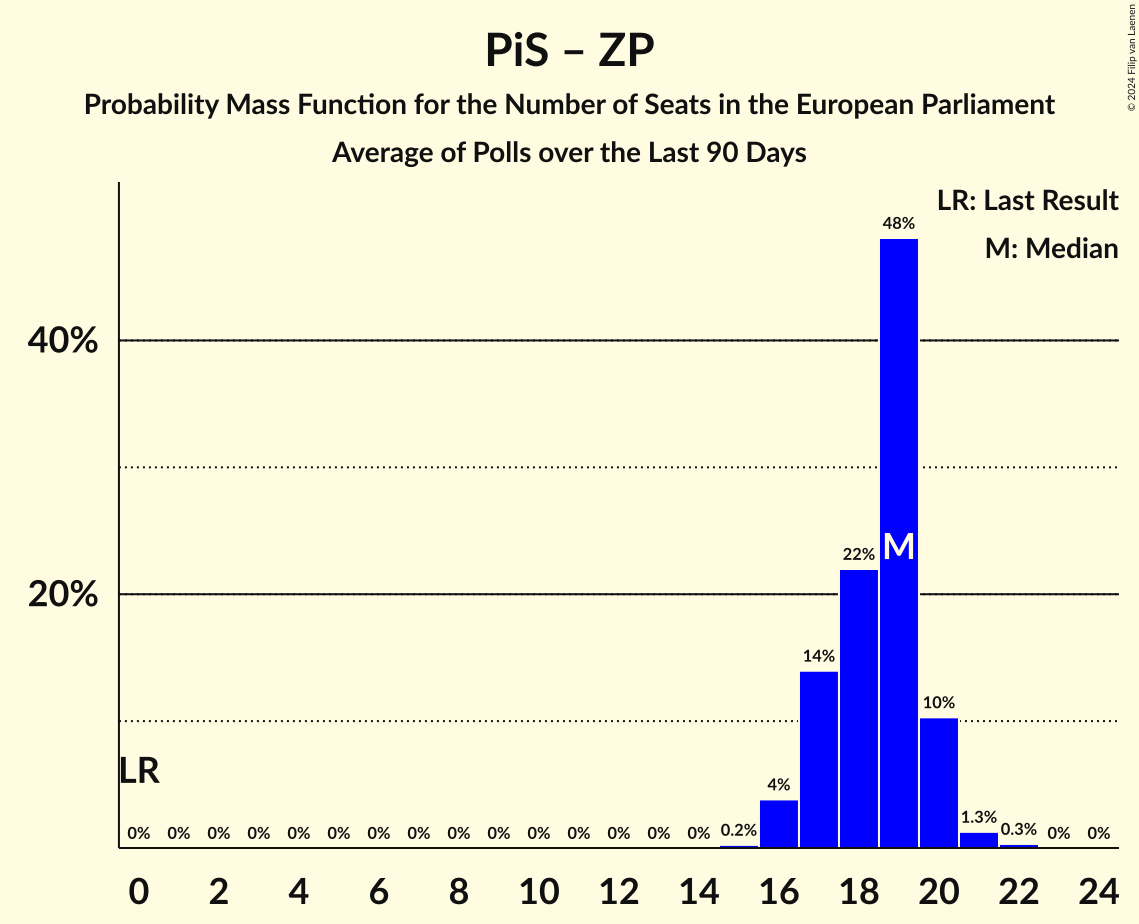 PiS – ZP
Probability Mass Function for the Number of Seats in the European Parliament
Average of Polls over the Last 90 Days
© 2024 Filip van Laenen
LR: Last Result
M: Median
48%
40%
22%
M
20%
14%
10%
LR
4%
0% 0% 0% 0% 0% 0% 0% 0% 0% 0% 0% 0% 0% 0% 0% 0.2% 1.3% 0.3% 0% 0%
0 2 4 6 8 10 12 14 16 18 20 22 24